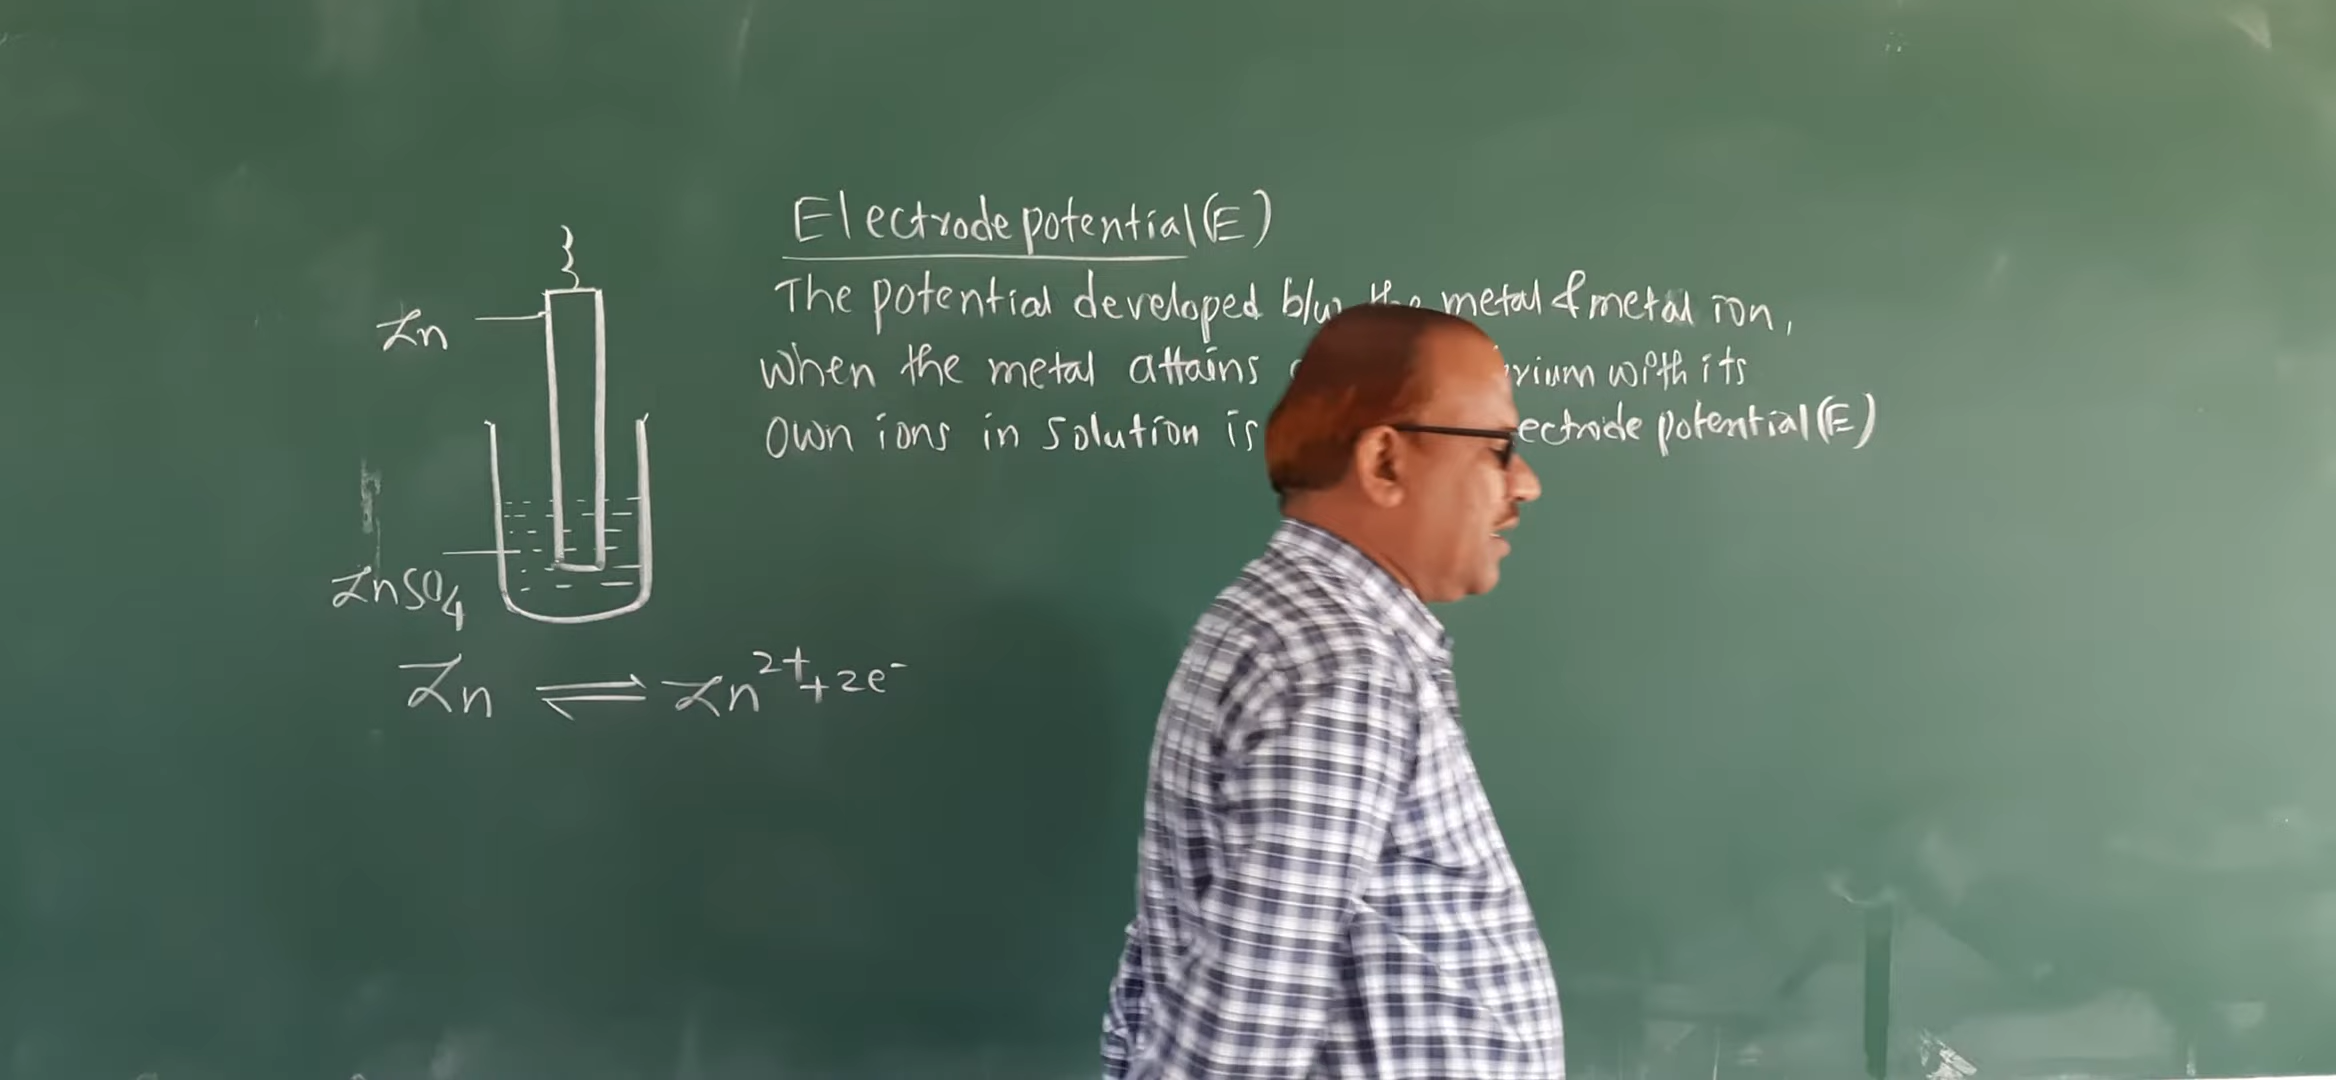 Electrode potential (E)
The potential developed b/w the metal & metal ion,
when the metal attains with its
own ions in solution is potential (E)
Zn
ZnSO4
Zn ⇌ Zn²⁺ + 2e⁻